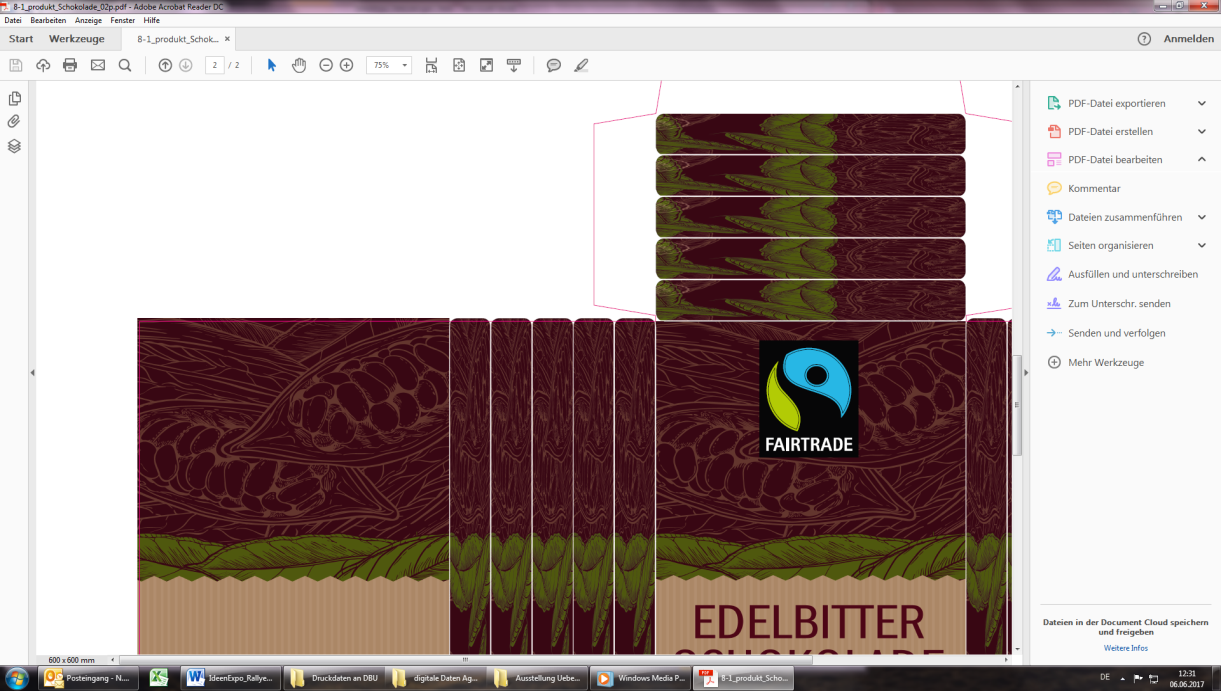 8-1_produkt_Schokolade_02p.pdf - Adobe Acrobat Reader DC
Datei Bearbeiten Anzeige Fenster Hilfe
Start Werkzeuge 8-1_produkt_Schok... × Anmelden
2 / 2 75%
PDF-Datei exportieren
PDF-Datei erstellen
PDF-Datei bearbeiten
Kommentar
Dateien zusammenführen
Seiten organisieren
Ausfüllen und unterschreiben
Zum Unterschr. senden
Senden und verfolgen
Mehr Werkzeuge
FAIRTRADE
EDELBITTER
SCHOKOLADE
Dateien in der Document Cloud speichern
und freigeben
Weitere Infos
600 x 600 mm
Posteingang - N... IdeenExpo_Rallye... Druckdaten an DBU digitale Daten Ag... Ausstellung Uebe... Windows Media P... 8-1_produkt_Scho... DE 12:31
06.06.2017